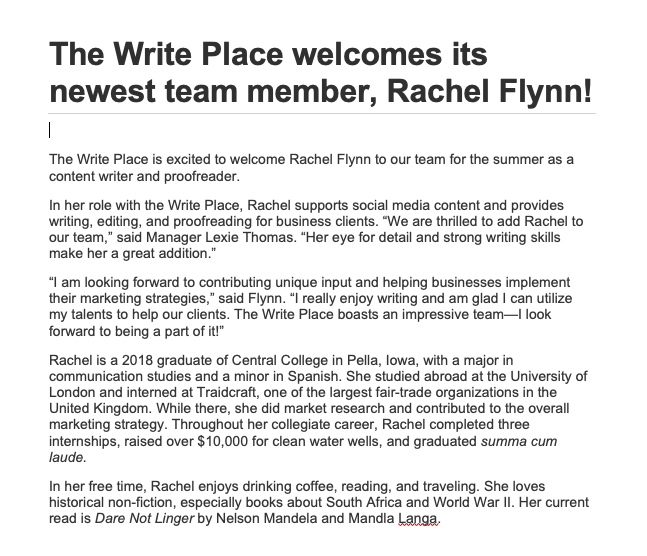 The Write Place welcomes its
newest team member, Rachel Flynn!
The Write Place is excited to welcome Rachel Flynn to our team for the summer as a
content writer and proofreader.
In her role with the Write Place, Rachel supports social media content and provides
writing, editing, and proofreading for business clients. “We are thrilled to add Rachel to
our team,” said Manager Lexie Thomas. “Her eye for detail and strong writing skills
make her a great addition.”
“I am looking forward to contributing unique input and helping businesses implement
their marketing strategies,” said Flynn. “I really enjoy writing and am glad I can utilize
my talents to help our clients. The Write Place boasts an impressive team—I look
forward to being a part of it!”
Rachel is a 2018 graduate of Central College in Pella, Iowa, with a major in
communication studies and a minor in Spanish. She studied abroad at the University of
London and interned at Traidcraft, one of the largest fair-trade organizations in the
United Kingdom. While there, she did market research and contributed to the overall
marketing strategy. Throughout her collegiate career, Rachel completed three
internships, raised over $10,000 for clean water wells, and graduated summa cum
laude.
In her free time, Rachel enjoys drinking coffee, reading, and traveling. She loves
historical non-fiction, especially books about South Africa and World War II. Her current
read is Dare Not Linger by Nelson Mandela and Mandla Langa.